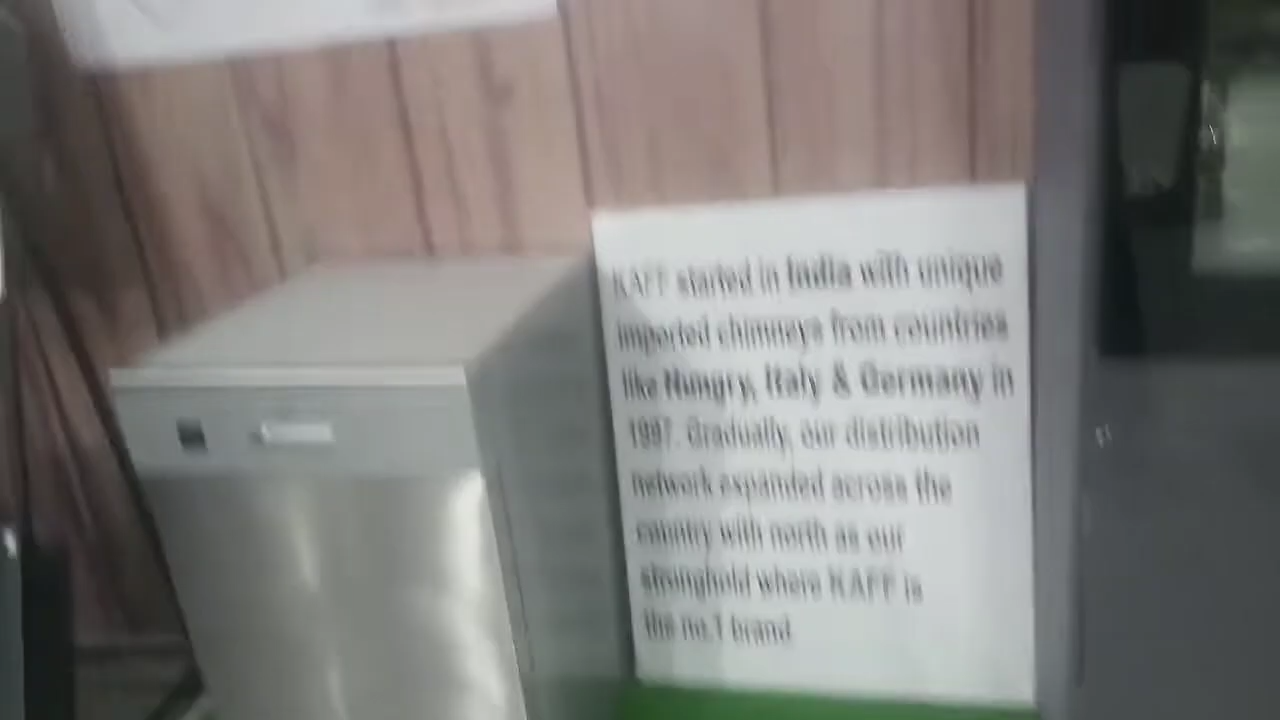 KAFF started in India with unique
imported chimneys from countries
like Hungry, Italy & Germany in
1997. Gradually, our distribution
network expanded across the
country with north as our
stronghold where KAFF is
the no.1 brand.